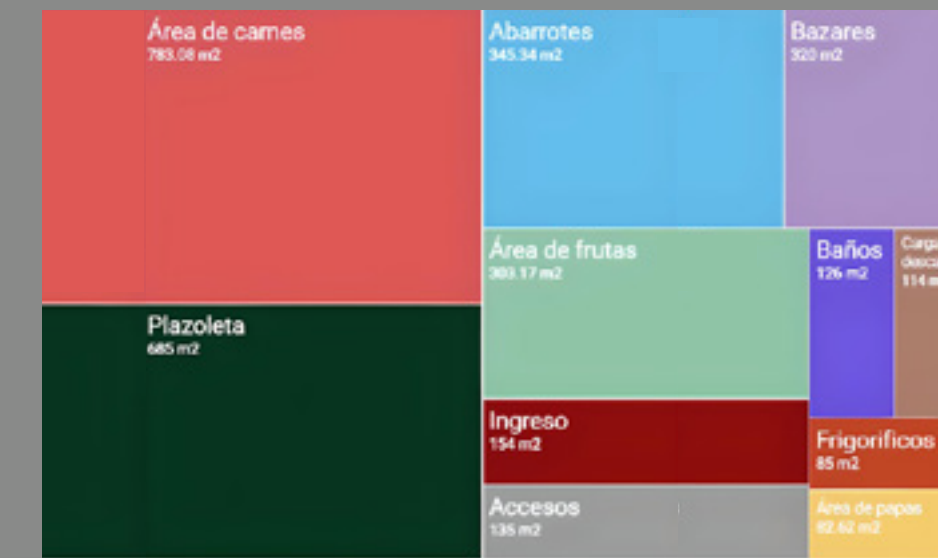 Área de carnes
783.08 m2
Abarrotes
345.34 m2
Bazares
320 m2
Área de frutas
303.17 m2
Baños
126 m2
114 m
Plazoleta
685 m2
Ingreso
154 m2
Frigorificos
85 m2
Accesos
135 m2
Área de papas
82.62 m2